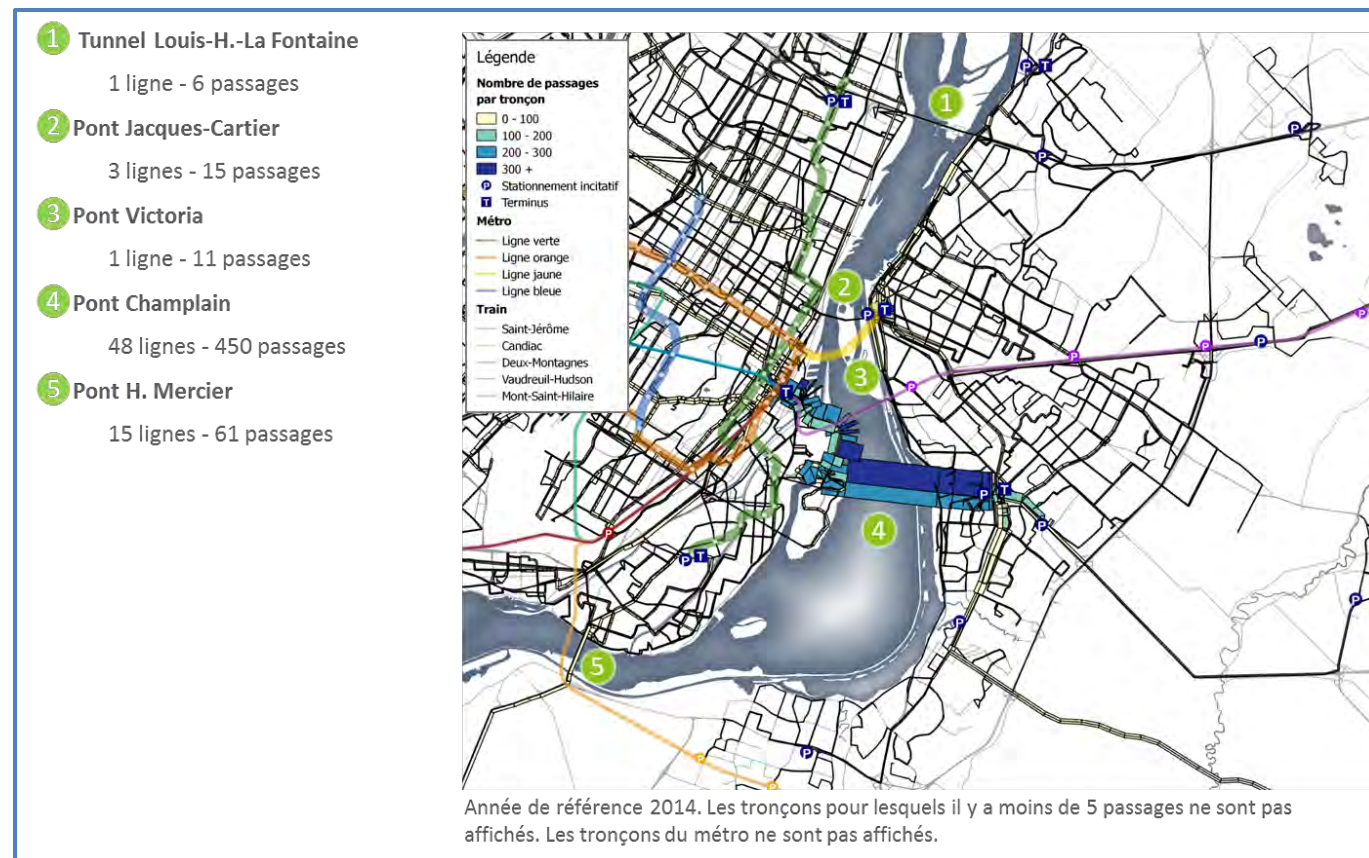 1 Tunnel Louis-H.-La Fontaine
1 ligne - 6 passages
2 Pont Jacques-Cartier
3 lignes - 15 passages
3 Pont Victoria
1 ligne - 11 passages
4 Pont Champlain
48 lignes - 450 passages
5 Pont H. Mercier
15 lignes - 61 passages
Légende
Nombre de passages
par tronçon
0 - 100
100 - 200
200 - 300
300 +
P Stationnement incitatif
T Terminus
Métro
Ligne verte
Ligne orange
Ligne jaune
Ligne bleue
Train
Saint-Jérôme
Candiac
Deux-Montagnes
Vaudreuil-Hudson
Mont-Saint-Hilaire
P T
P T
1
P
P
2
P T
P
P
P
P
3
P
T
P T
4
P
P
P T
P
P
5
P
P
P
Année de référence 2014. Les tronçons pour lesquels il y a moins de 5 passages ne sont pas
affichés. Les tronçons du métro ne sont pas affichés.